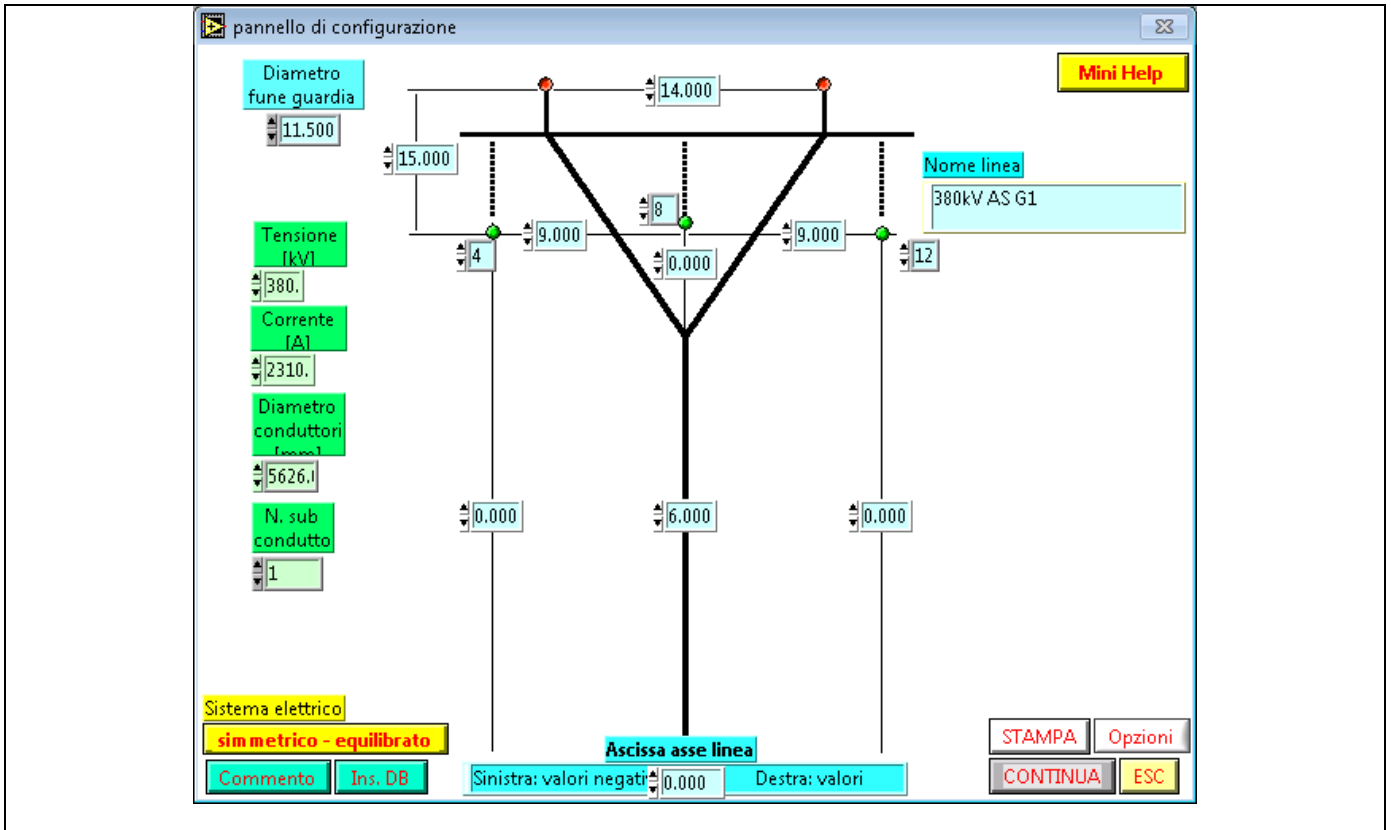 pannello di configurazione
Diametro
fune guardia
11.500
14.000
Mini Help
15.000
Nome linea
380kV AS G1
8
9.000
9.000
4
0.000
12
Tensione
[kV]
380.
Corrente
[A]
2310.
Diametro
conduttori
[mm]
5626.
N. sub
condutto
1
0.000
6.000
0.000
Sistema elettrico
simmetrico - equilibrato
Commento
Ins. DB
Ascissa asse linea
Sinistra: valori negati
0.000
Destra: valori
STAMPA
Opzioni
CONTINUA
ESC